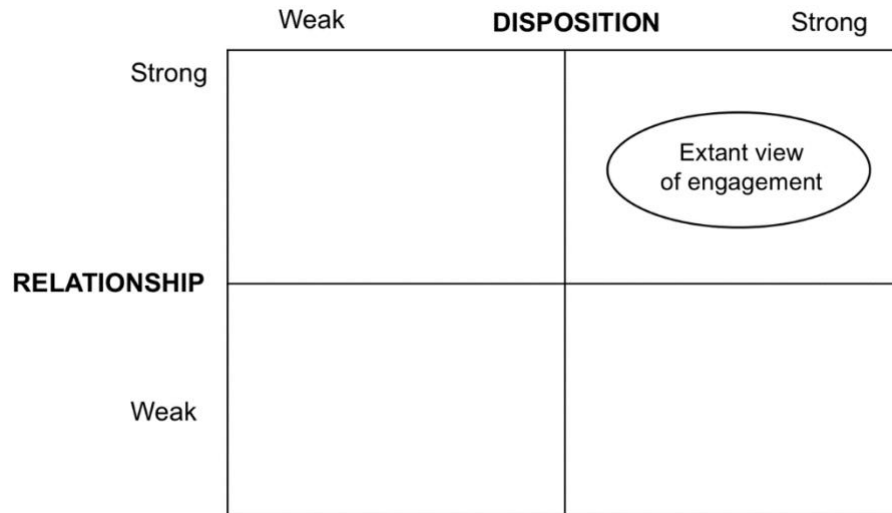 Weak DISPOSITION Strong
Strong
Extant view
of engagement
RELATIONSHIP
Weak